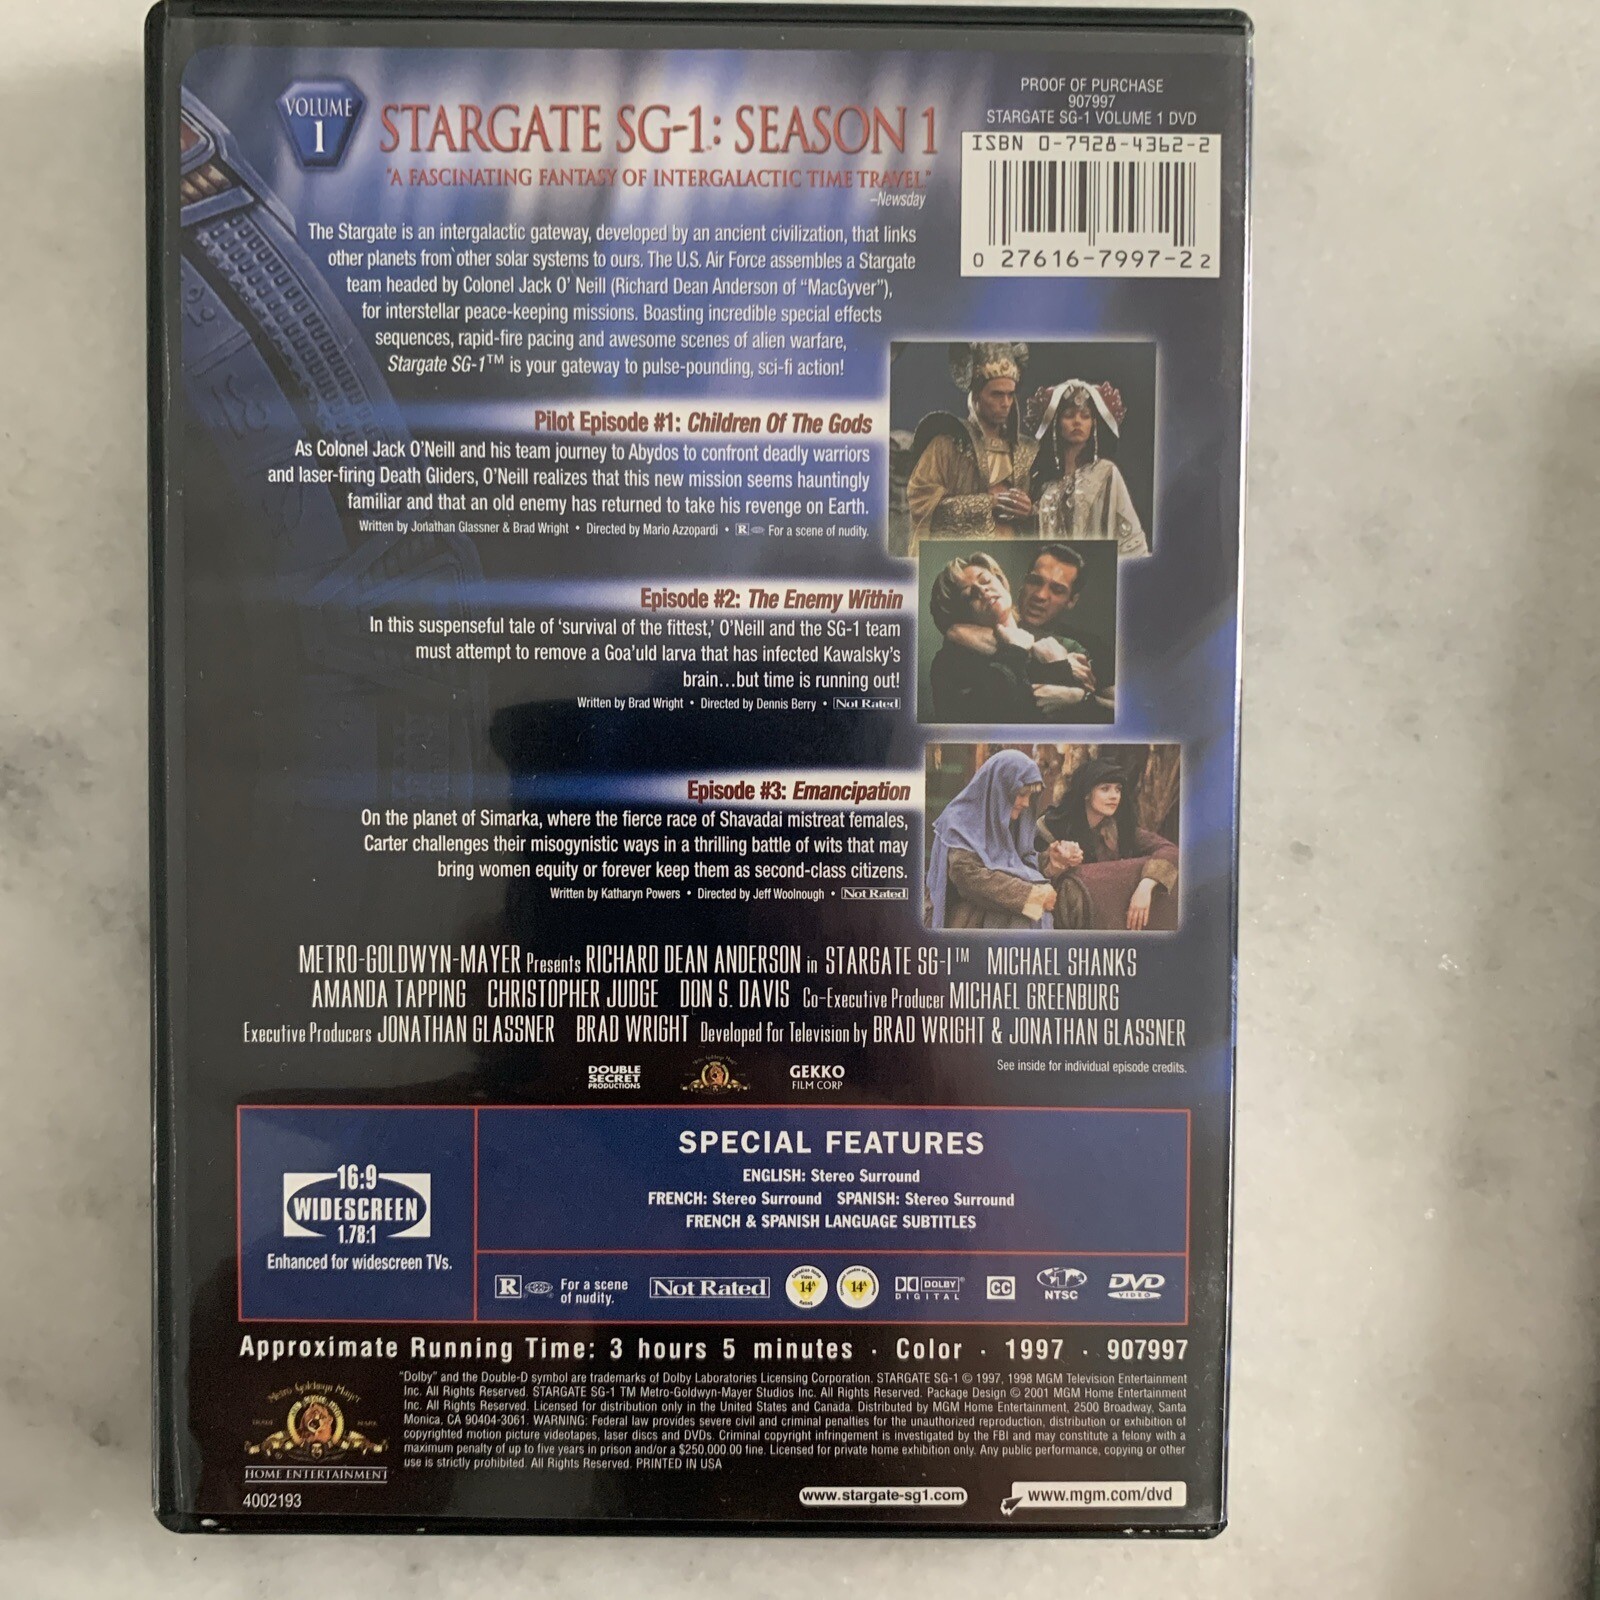 VOLUME
1
STARGATE SG-1: SEASON 1
"A FASCINATING FANTASY OF INTERGALACTIC TIME TRAVEL"
–Newsday
PROOF OF PURCHASE
907997
STARGATE SG-1 VOLUME 1 DVD
ISBN 0-7928-4362-2
0 27616-7997-2 2
The Stargate is an intergalactic gateway, developed by an ancient civilization, that links
other planets from other solar systems to ours. The U.S. Air Force assembles a Stargate
team headed by Colonel Jack O' Neill (Richard Dean Anderson of “MacGyver”),
for interstellar peace-keeping missions. Boasting incredible special effects
sequences, rapid-fire pacing and awesome scenes of alien warfare,
Stargate SG-1™ is your gateway to pulse-pounding, sci-fi action!
Pilot Episode #1: Children Of The Gods
As Colonel Jack O'Neill and his team journey to Abydos to confront deadly warriors
and laser-firing Death Gliders, O'Neill realizes that this new mission seems hauntingly
familiar and that an old enemy has returned to take his revenge on Earth.
Written by Jonathan Glassner & Brad Wright • Directed by Mario Azzopardi • R For a scene of nudity.
Episode #2: The Enemy Within
In this suspenseful tale of ‘survival of the fittest,’ O'Neill and the SG-1 team
must attempt to remove a Goa'uld larva that has infected Kawalsky's
brain...but time is running out!
Written by Brad Wright • Directed by Dennis Berry • Not Rated
Episode #3: Emancipation
On the planet of Simarka, where the fierce race of Shavadai mistreat females,
Carter challenges their misogynistic ways in a thrilling battle of wits that may
bring women equity or forever keep them as second-class citizens.
Written by Katharyn Powers • Directed by Jeff Woolnough • Not Rated
METRO-GOLDWYN-MAYER Presents RICHARD DEAN ANDERSON in STARGATE SG-1™ MICHAEL SHANKS
AMANDA TAPPING CHRISTOPHER JUDGE DON S. DAVIS Co-Executive Producer MICHAEL GREENBURG
Executive Producers JONATHAN GLASSNER BRAD WRIGHT Developed for Television by BRAD WRIGHT & JONATHAN GLASSNER
See inside for individual episode credits.
DOUBLE
SECRET
PRODUCTIONS
GEKKO
FILM CORP
16:9
WIDESCREEN
1.78:1
Enhanced for widescreen TVs.
SPECIAL FEATURES
ENGLISH: Stereo Surround
FRENCH: Stereo Surround SPANISH: Stereo Surround
FRENCH & SPANISH LANGUAGE SUBTITLES
R For a scene
of nudity.
Not Rated
14A
14A
DOLBY
DIGITAL
CC
1
NTSC
DVD
VIDEO
Approximate Running Time: 3 hours 5 minutes · Color · 1997 · 907997
"Dolby" and the Double-D symbol are trademarks of Dolby Laboratories Licensing Corporation. STARGATE SG-1 © 1997, 1998 MGM Television Entertainment
Inc. All Rights Reserved. STARGATE SG-1 TM Metro-Goldwyn-Mayer Studios Inc. All Rights Reserved. Package Design © 2001 MGM Home Entertainment
Inc. All Rights Reserved. Licensed for distribution only in the United States and Canada. Distributed by MGM Home Entertainment, 2500 Broadway, Santa
Monica, CA 90404-3061. WARNING: Federal law provides severe civil and criminal penalties for the unauthorized reproduction, distribution or exhibition of
copyrighted motion picture videotapes, laser discs and DVDs. Criminal copyright infringement is investigated by the FBI and may constitute a felony with a
maximum penalty of up to five years in prison and/or a $250,000.00 fine. Licensed for private home exhibition only. Any public performance, copying or other
use is strictly prohibited. All Rights Reserved. PRINTED IN USA
Metro Goldwyn Mayer
TRADE MARK
HOME ENTERTAINMENT
4002193
www.stargate-sg1.com
www.mgm.com/dvd